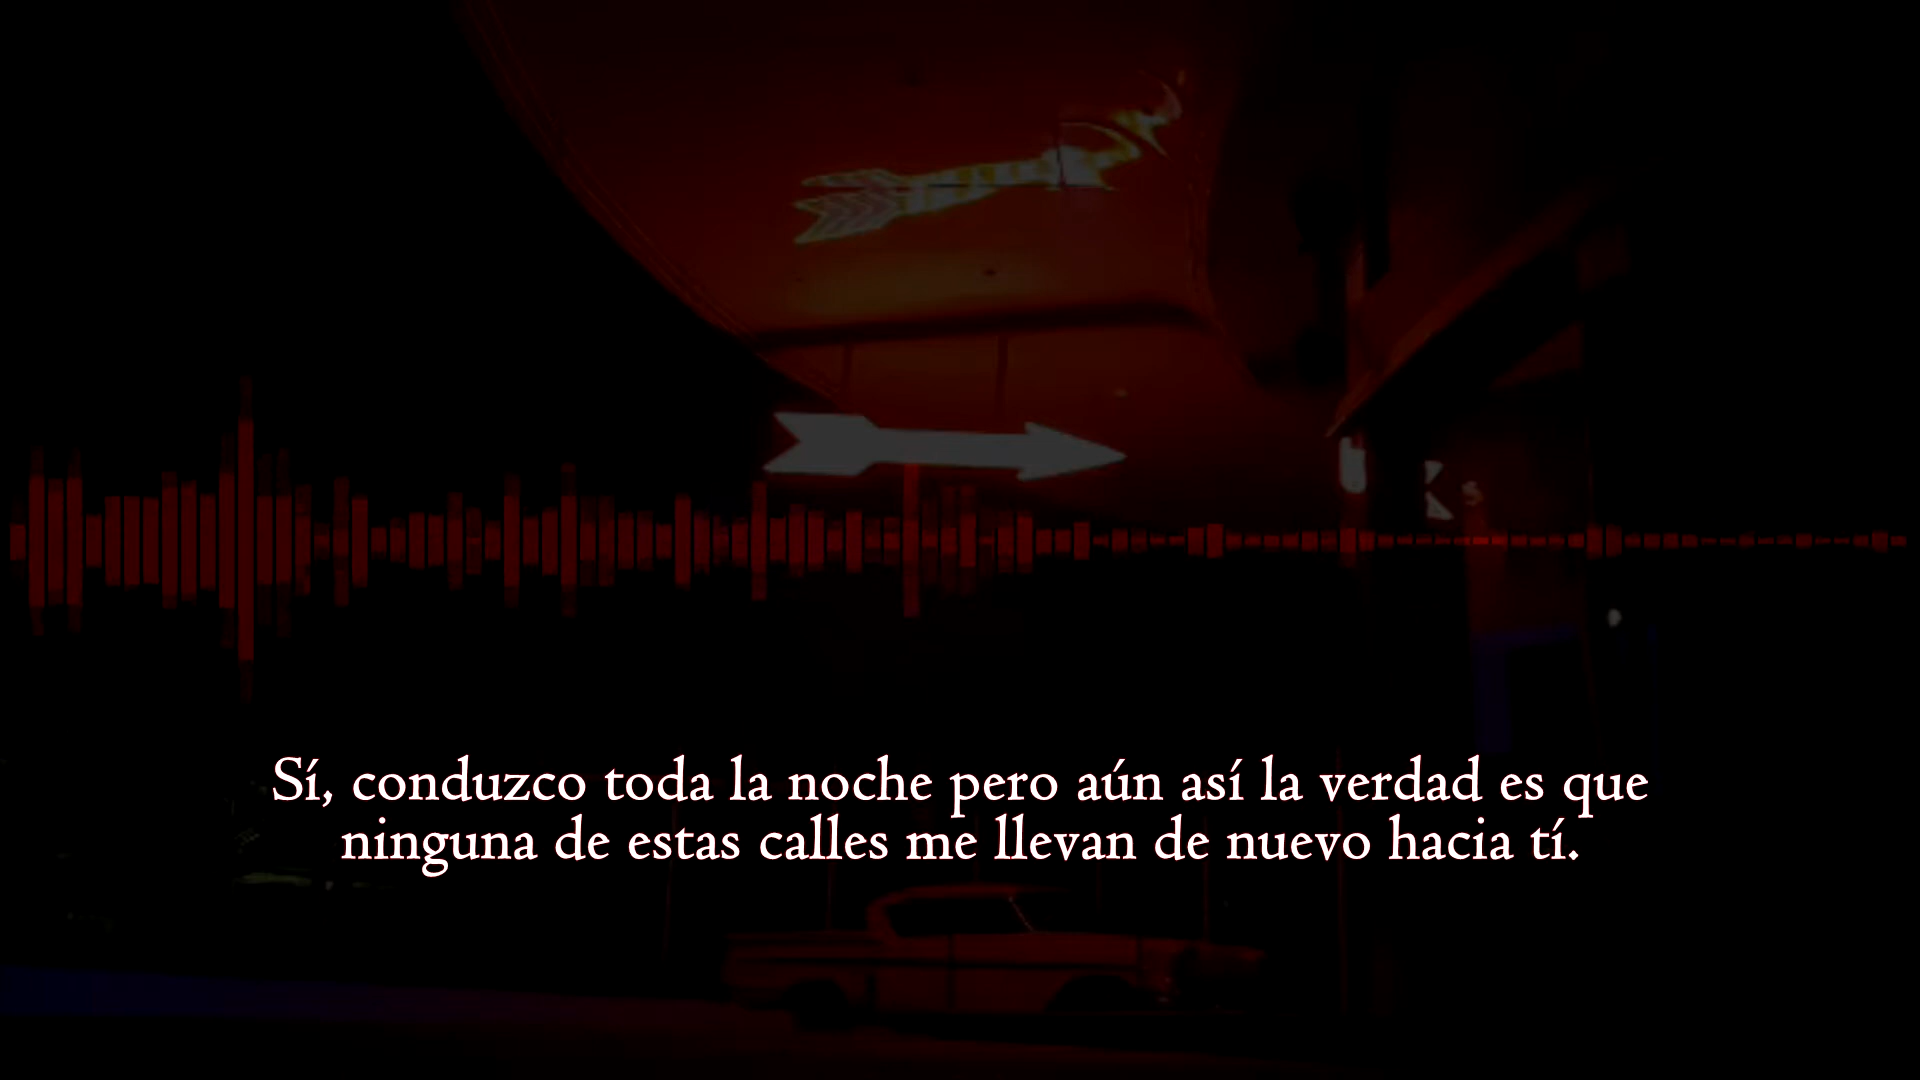 Sí, conduzco toda la noche pero aún así la verdad es que
ninguna de estas calles me llevan de nuevo hacia tí.